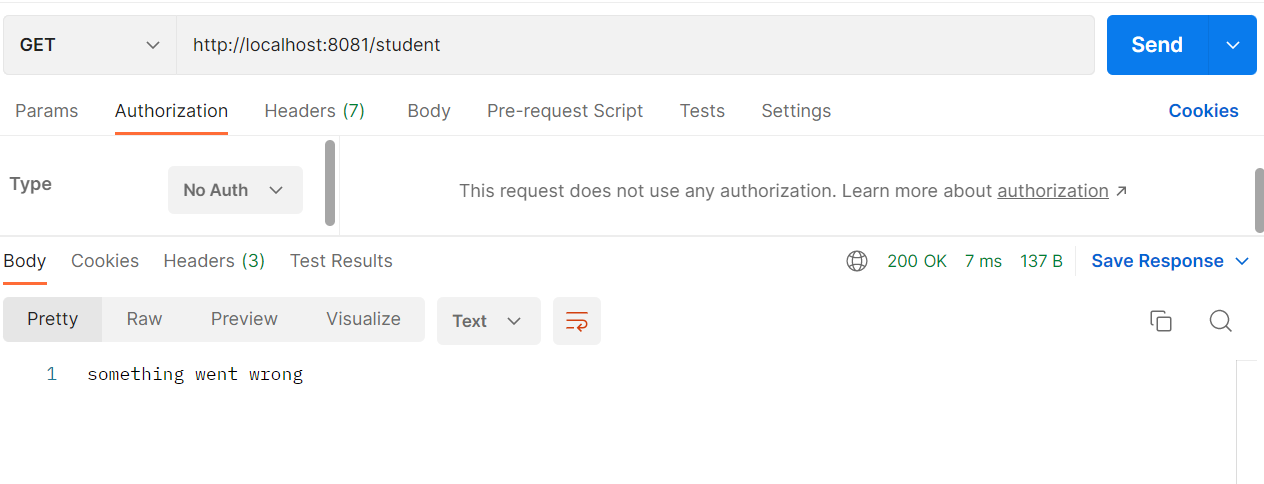 GET http://localhost:8081/student Send
Params Authorization Headers (7) Body Pre-request Script Tests Settings Cookies
Type No Auth This request does not use any authorization. Learn more about authorization ↗
Body Cookies Headers (3) Test Results 200 OK 7 ms 137 B Save Response
Pretty Raw Preview Visualize Text
1 something went wrong